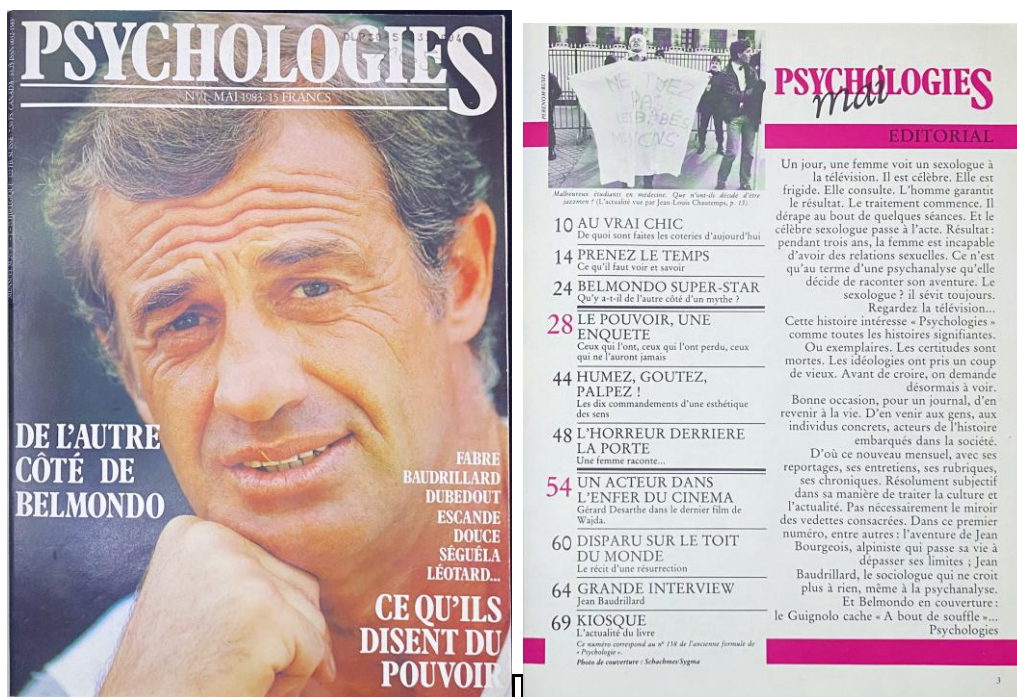 PSYCHOLOGIES
N° 1. MAI 1983. 15 FRANCS
DE L'AUTRE
CÔTÉ DE
BELMONDO
FABRE
BAUDRILLARD
DUBEDOUT
ESCANDE
DOUCE
SÉGUÉLA
LÉOTARD...
CE QU'ILS
DISENT DU
POUVOIR
NE TUEZ
PAS
LES BÉBÉS
Malheureux étudiants en médecine. Que n'ont-ils décidé d'être
jazzmen ? (L'actualité vue par Jean-Louis Chautemps, p. 13).
10 AU VRAI CHIC
De quoi sont faites les coteries d'aujourd'hui
14 PRENEZ LE TEMPS
Ce qu'il faut voir et savoir
24 BELMONDO SUPER-STAR
Qu'y a-t-il de l'autre côté d'un mythe ?
28 LE POUVOIR, UNE
ENQUETE
Ceux qui l'ont, ceux qui l'ont perdu, ceux
qui ne l'auront jamais
44 HUMEZ, GOUTEZ,
PALPEZ !
Les dix commandements d'une esthétique
des sens
48 L'HORREUR DERRIERE
LA PORTE
Une femme raconte...
54 UN ACTEUR DANS
L'ENFER DU CINEMA
Gérard Desarthe dans le dernier film de
Wajda.
60 DISPARU SUR LE TOIT
DU MONDE
Le récit d'une résurrection
64 GRANDE INTERVIEW
Jean Baudrillard
69 KIOSQUE
L'actualité du livre
Ce numéro correspond au n° 158 de l'ancienne formule de
« Psychologie ».
Photo de couverture : Schachmes/Sygma
PSYCHOLOGIES
mai
EDITORIAL
Un jour, une femme voit un sexologue à
la télévision. Il est célèbre. Elle est
frigide. Elle consulte. L'homme garantit
le résultat. Le traitement commence. Il
dérape au bout de quelques séances. Et le
célèbre sexologue passe à l'acte. Résultat :
pendant trois ans, la femme est incapable
d'avoir des relations sexuelles. Ce n'est
qu'au terme d'une psychanalyse qu'elle
décide de raconter son aventure. Le
sexologue ? il sévit toujours.
Regardez la télévision...
Cette histoire intéresse « Psychologies »
comme toutes les histoires signifiantes.
Ou exemplaires. Les certitudes sont
mortes. Les idéologies ont pris un coup
de vieux. Avant de croire, on demande
désormais à voir.
Bonne occasion, pour un journal, d'en
revenir à la vie. D'en venir aux gens, aux
individus concrets, acteurs de l'histoire
embarqués dans la société.
D'où ce nouveau mensuel, avec ses
reportages, ses entretiens, ses rubriques,
ses chroniques. Résolument subjectif
dans sa manière de traiter la culture et
l'actualité. Pas nécessairement le miroir
des vedettes consacrées. Dans ce premier
numéro, entre autres : l'aventure de Jean
Bourgeois, alpiniste qui passe sa vie à
dépasser ses limites ; Jean
Baudrillard, le sociologue qui ne croit
plus à rien, même à la psychanalyse.
Et Belmondo en couverture :
le Guignolo cache « A bout de souffle »...
Psychologies
3